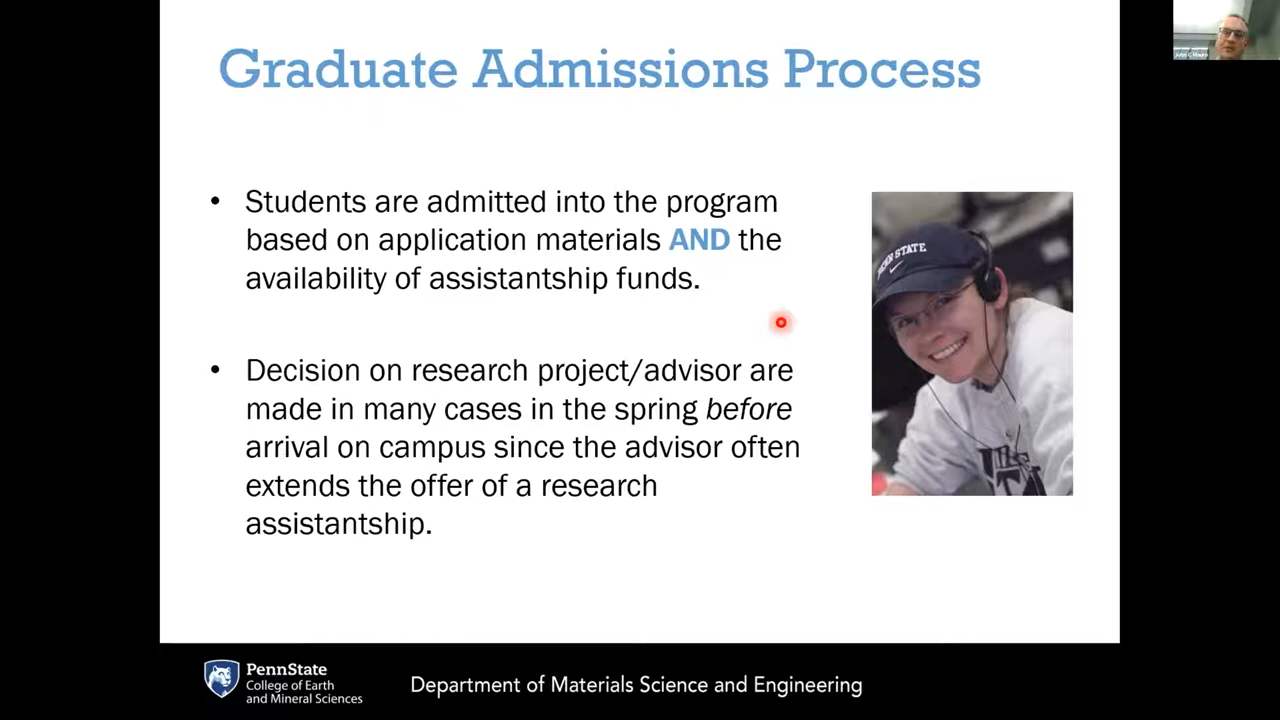 Graduate Admissions Process
John C Mauro
• Students are admitted into the program
based on application materials AND the
availability of assistantship funds.
PENN STATE
• Decision on research project/advisor are
made in many cases in the spring before
arrival on campus since the advisor often
extends the offer of a research
assistantship.
PennState
College of Earth
and Mineral Sciences
Department of Materials Science and Engineering